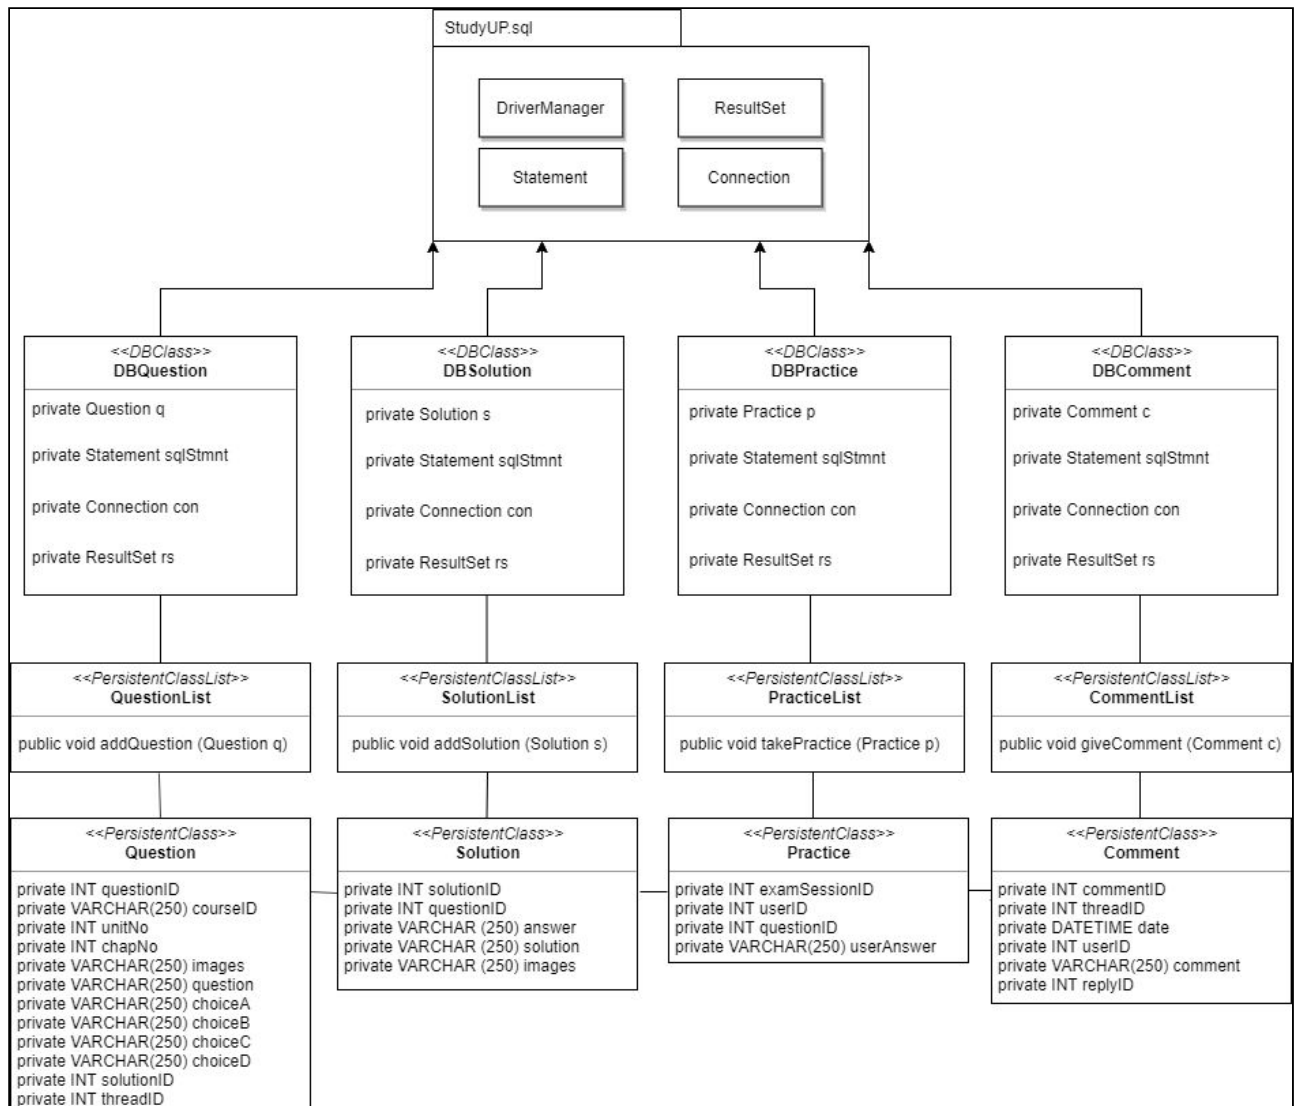 StudyUP.sql
DriverManager
ResultSet
Statement
Connection
<<DBClass>>
DBQuestion
private Question q
private Statement sqlStmnt
private Connection con
private ResultSet rs
<<DBClass>>
DBSolution
private Solution s
private Statement sqlStmnt
private Connection con
private ResultSet rs
<<DBClass>>
DBPractice
private Practice p
private Statement sqlStmnt
private Connection con
private ResultSet rs
<<DBClass>>
DBComment
private Comment c
private Statement sqlStmnt
private Connection con
private ResultSet rs
<<PersistentClassList>>
QuestionList
public void addQuestion (Question q)
<<PersistentClassList>>
SolutionList
public void addSolution (Solution s)
<<PersistentClassList>>
PracticeList
public void takePractice (Practice p)
<<PersistentClassList>>
CommentList
public void giveComment (Comment c)
<<PersistentClass>>
Question
private INT questionID
private VARCHAR(250) courseID
private INT unitNo
private INT chapNo
private VARCHAR(250) images
private VARCHAR(250) question
private VARCHAR(250) choiceA
private VARCHAR(250) choiceB
private VARCHAR(250) choiceC
private VARCHAR(250) choiceD
private INT solutionID
private INT threadID
<<PersistentClass>>
Solution
private INT solutionID
private INT questionID
private VARCHAR (250) answer
private VARCHAR (250) solution
private VARCHAR (250) images
<<PersistentClass>>
Practice
private INT examSessionID
private INT userID
private INT questionID
private VARCHAR(250) userAnswer
<<PersistentClass>>
Comment
private INT commentID
private INT threadID
private DATETIME date
private INT userID
private VARCHAR(250) comment
private INT replyID